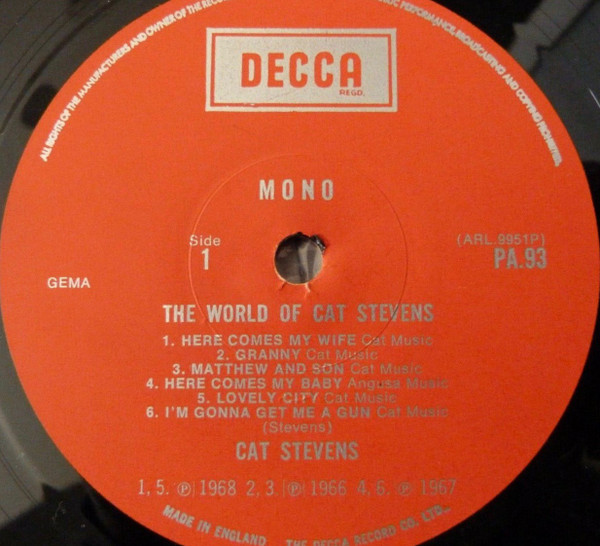 ALL RIGHTS OF THE MANUFACTURERS AND OWNER OF THE RECOR
PERFORMANCE, BROADCASTING AND COPYING PROHIBITED.
DECCA
REGD.
MONO
Side
1
(ARL.9951P)
PA.93
GEMA
THE WORLD OF CAT STEVENS
1. HERE COMES MY WIFE Cat Music
2. GRANNY Cat Music
3. MATTHEW AND SON Cat Music
4. HERE COMES MY BABY Angusa Music
5. LOVELY CITY Cat Music
6. I'M GONNA GET ME A GUN Cat Music
(Stevens)
CAT STEVENS
1, 5. ℗ 1968 2, 3. ℗ 1966 4, 6. ℗ 1967
MADE IN ENGLAND THE DECCA RECORD CO. LTD.,